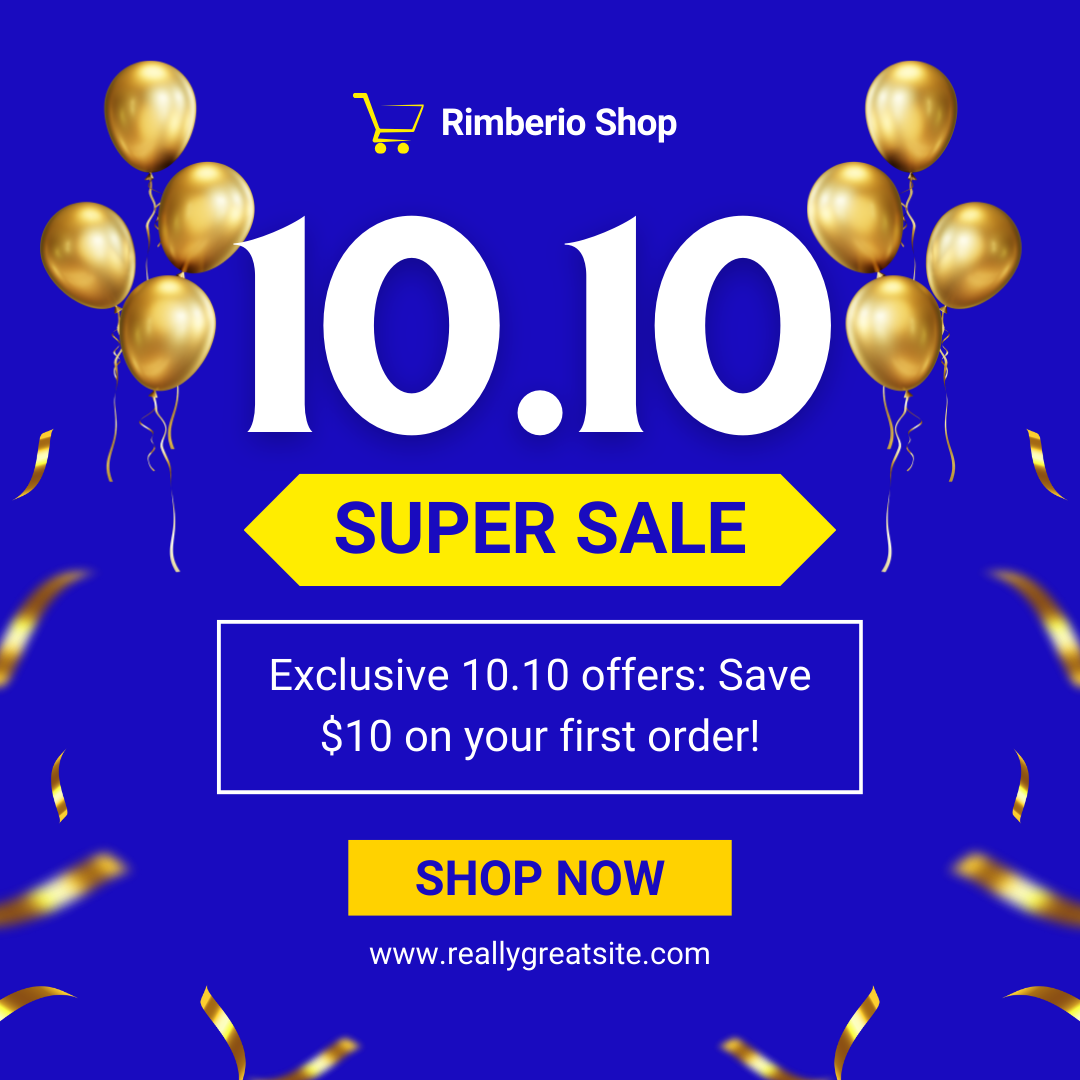 Rimberio Shop
10.10
SUPER SALE
Exclusive 10.10 offers: Save
$10 on your first order!
SHOP NOW
www.reallygreatsite.com